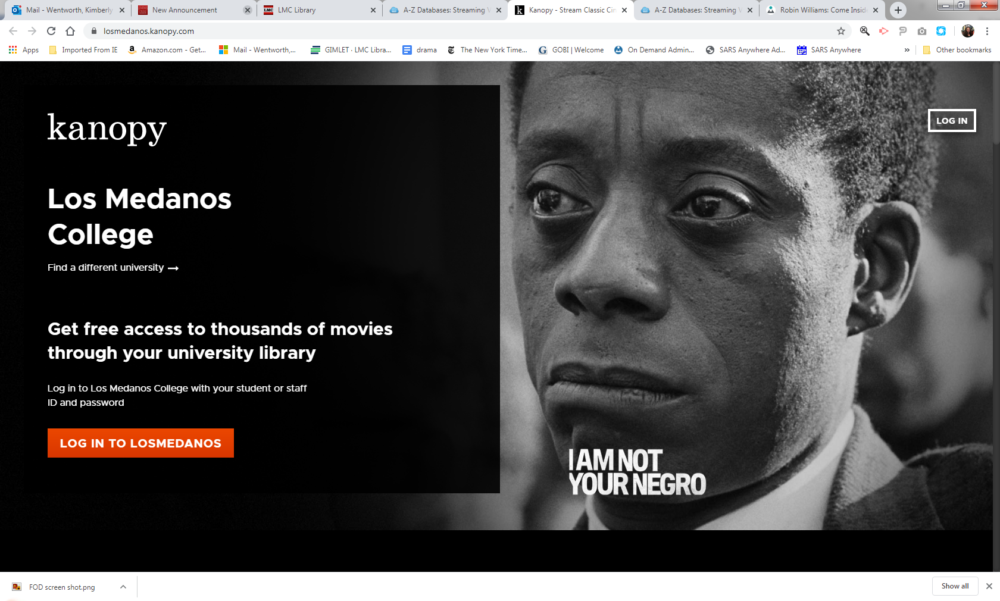 Mail - Wentworth, Kimberly
New Announcement
LMC
LMC Library
A-Z Databases: Streaming V
k
Kanopy - Stream Classic Cin
A-Z Databases: Streaming V
Robin Williams: Come Insid
losmedanos.kanopy.com
Apps
Imported From IE
Amazon.com - Get...
Mail - Wentworth,...
GIMLET · LMC Libra...
drama
The New York Time...
GOBI | Welcome
On Demand Admin...
SARS Anywhere Ad...
SARS Anywhere
»
Other bookmarks
kanopy
LOG IN
Los Medanos
College
Find a different university →
Get free access to thousands of movies
through your university library
Log in to Los Medanos College with your student or staff
ID and password
LOG IN TO LOSMEDANOS
I AM NOT
YOUR NEGRO
FOD screen shot.png
Show all